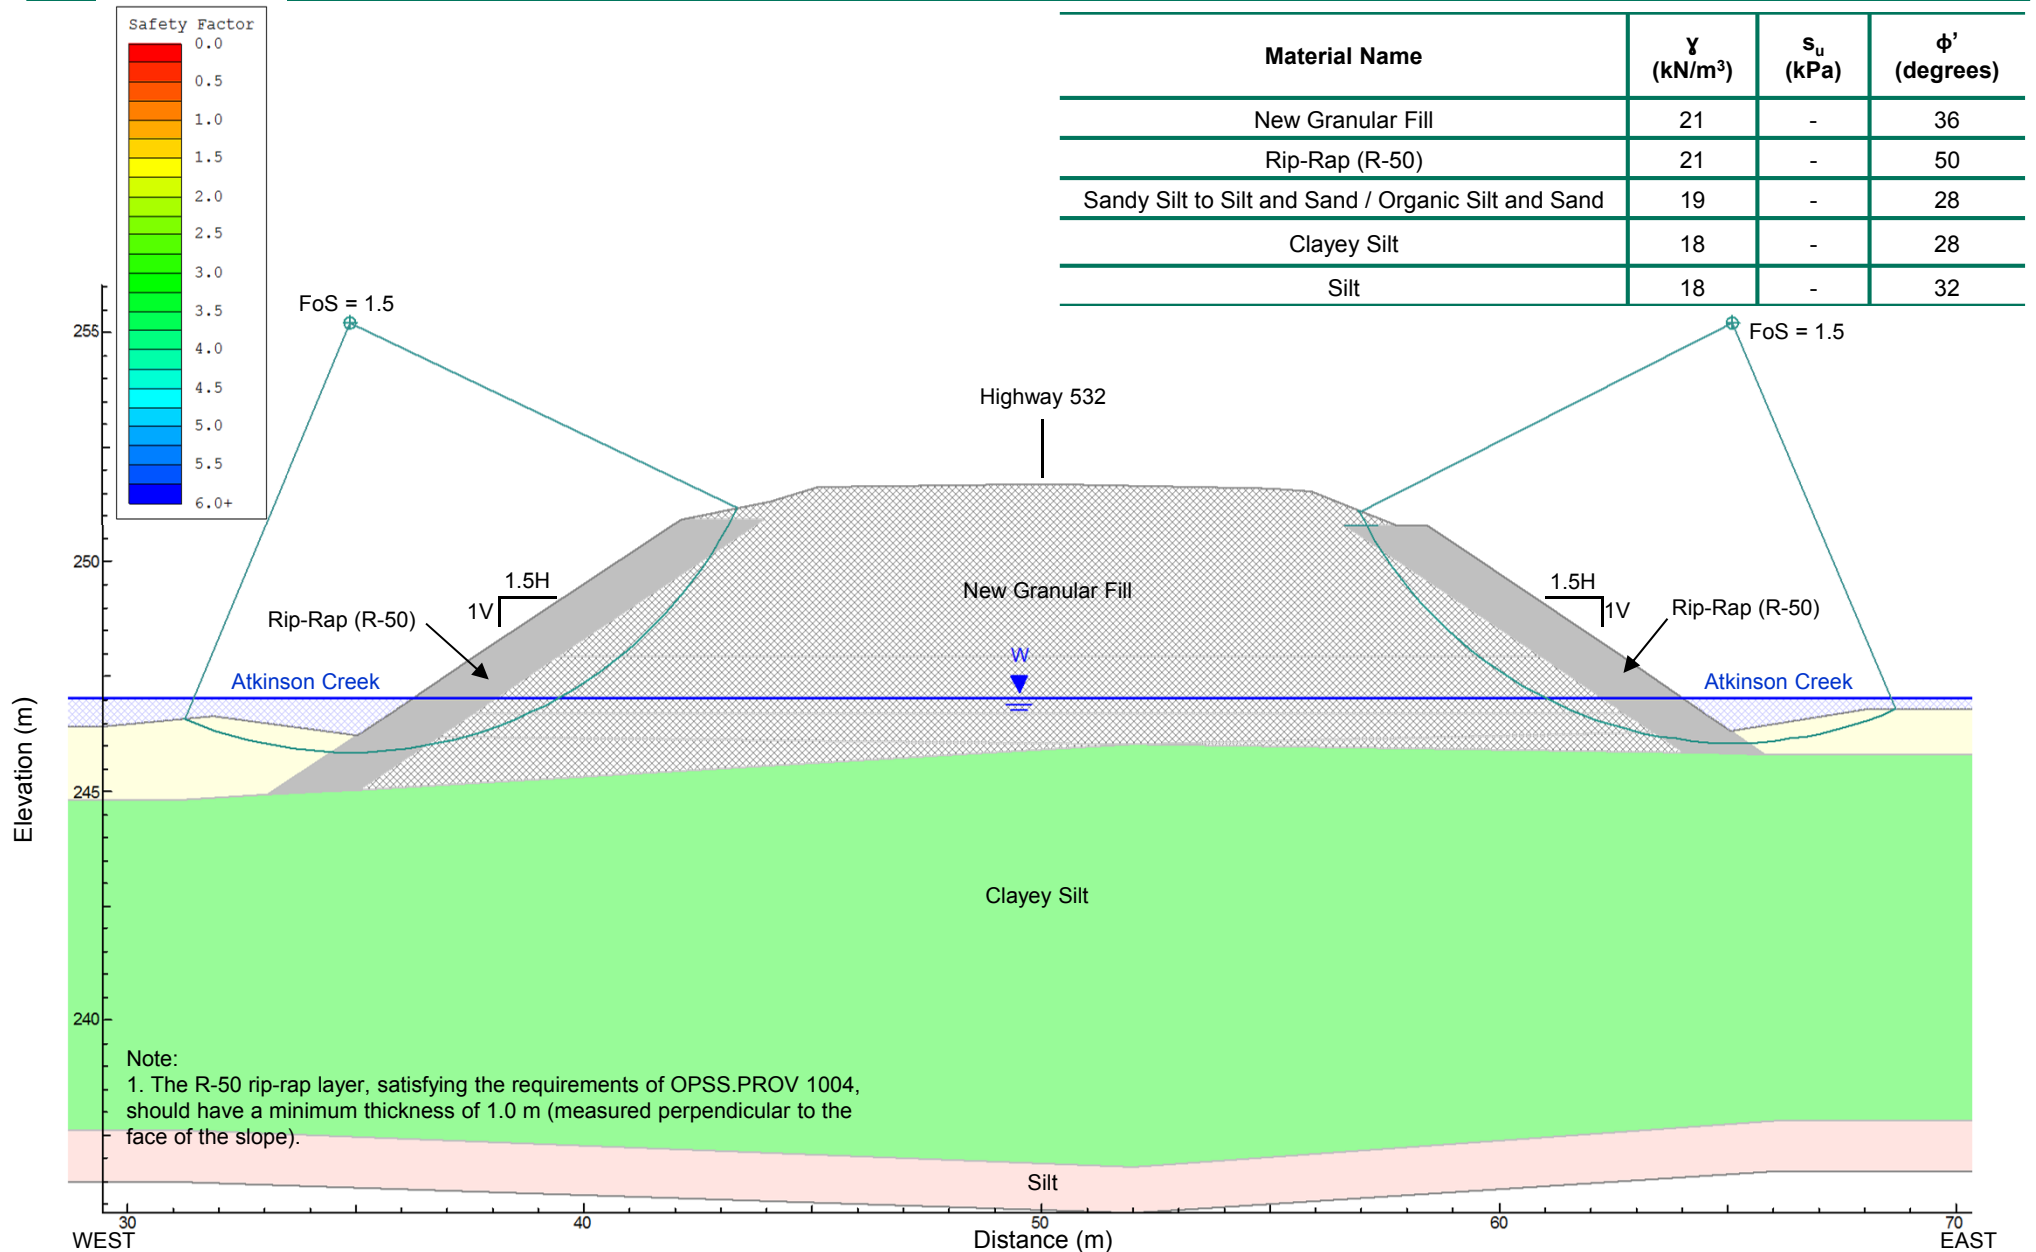 Safety Factor
0.0
0.5
1.0
1.5
2.0
2.5
3.0
3.5
4.0
4.5
5.0
5.5
6.0+
Material Name ɣ (kN/m³) sᵤ (kPa) ϕ’ (degrees)
New Granular Fill 21 - 36
Rip-Rap (R-50) 21 - 50
Sandy Silt to Silt and Sand / Organic Silt and Sand 19 - 28
Clayey Silt 18 - 28
Silt 18 - 32
FoS = 1.5
FoS = 1.5
Highway 532
New Granular Fill
1.5H
1V
Rip-Rap (R-50)
1.5H
1V
Rip-Rap (R-50)
W
Atkinson Creek
Atkinson Creek
Clayey Silt
Note:
1. The R-50 rip-rap layer, satisfying the requirements of OPSS.PROV 1004,
should have a minimum thickness of 1.0 m (measured perpendicular to the
face of the slope).
Silt
255
250
245
240
Elevation (m)
30 40 50 60 70
WEST Distance (m) EAST